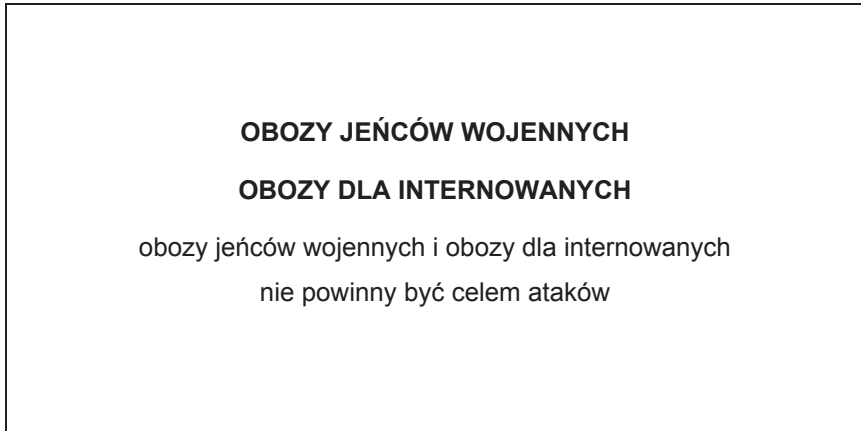 OBOZY JEŃCÓW WOJENNYCH
OBOZY DLA INTERNOWANYCH
obozy jeńców wojennych i obozy dla internowanych
nie powinny być celem ataków